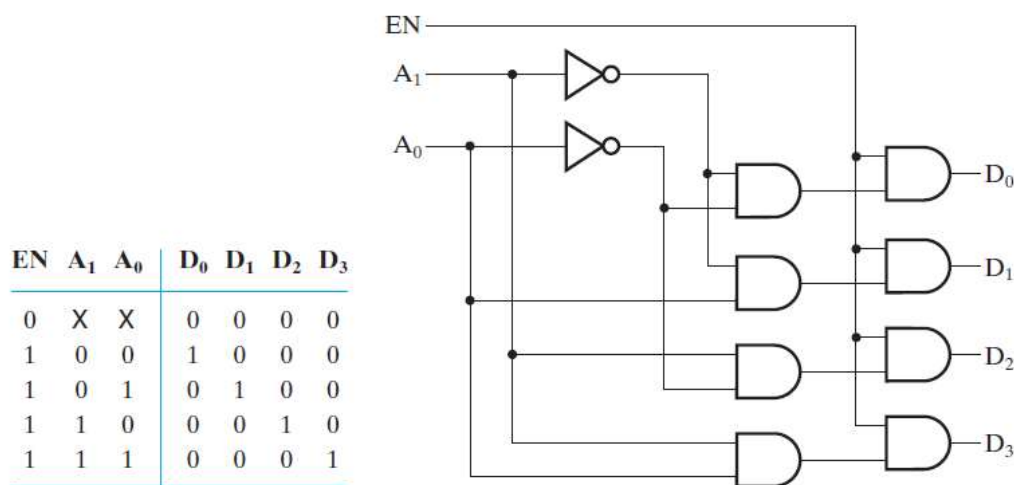 EN
A₁
A₀
D₀
D₁
D₂
D₃
EN A₁ A₀ D₀ D₁ D₂ D₃
0 X X 0 0 0 0
1 0 0 1 0 0 0
1 0 1 0 1 0 0
1 1 0 0 0 1 0
1 1 1 0 0 0 1